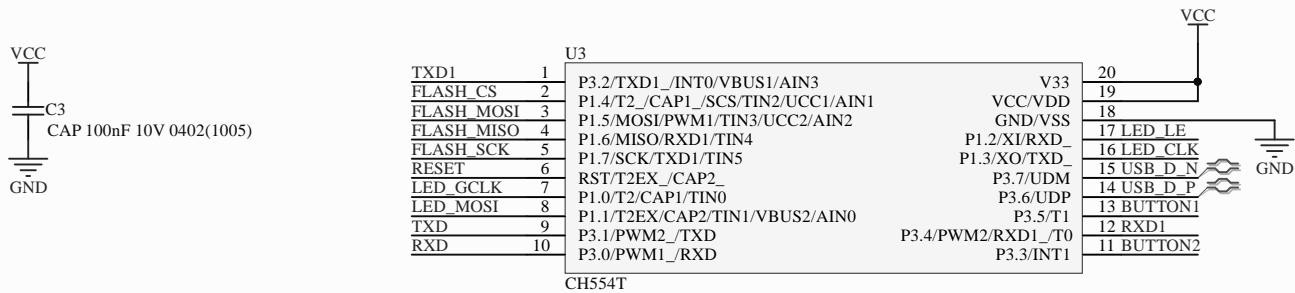 VCC
C3
CAP 100nF 10V 0402(1005)
GND
U3
TXD1 1 P3.2/TXD1_/INT0/VBUS1/AIN3
FLASH_CS 2 P1.4/T2_/CAP1_/SCS/TIN2/UCC1/AIN1
FLASH_MOSI 3 P1.5/MOSI/PWM1/TIN3/UCC2/AIN2
FLASH_MISO 4 P1.6/MISO/RXD1/TIN4
FLASH_SCK 5 P1.7/SCK/TXD1/TIN5
RESET 6 RST/T2EX_/CAP2_
LED_GCLK 7 P1.0/T2/CAP1/TIN0
LED_MOSI 8 P1.1/T2EX/CAP2/TIN1/VBUS2/AIN0
TXD 9 P3.1/PWM2_/TXD
RXD 10 P3.0/PWM1_/RXD
CH554T
VCC
V33 20
VCC/VDD 19
GND/VSS 18
P1.2/XI/RXD_ 17 LED_LE
P1.3/XO/TXD_ 16 LED_CLK
P3.7/UDM 15 USB_D_N
P3.6/UDP 14 USB_D_P
P3.5/T1 13 BUTTON1
P3.4/PWM2/RXD1_/T0 12 RXD1
P3.3/INT1 11 BUTTON2
GND